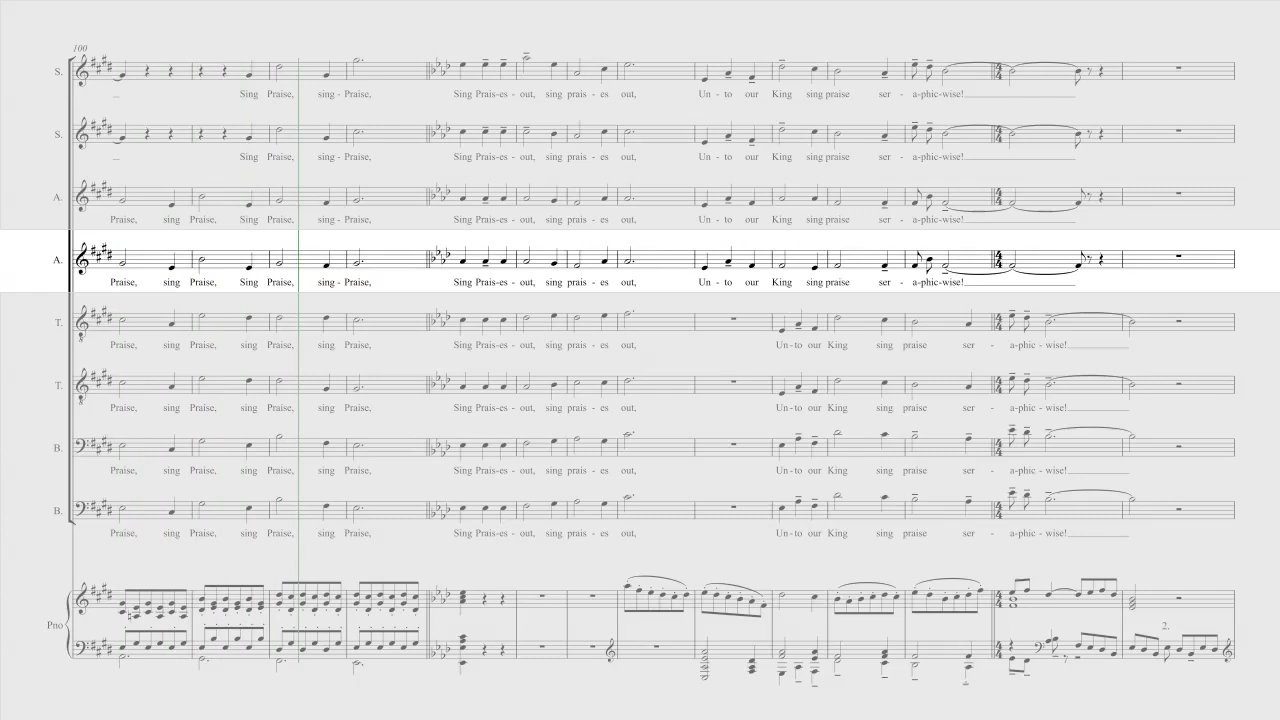 100
S. Sing Praise, sing - Praise, Sing Prais-es - out, sing prais - es out, Un - to our King sing praise ser - a-phic-wise!
S. Sing Praise, sing - Praise, Sing Prais-es - out, sing prais - es out, Un - to our King sing praise ser - a-phic-wise!
A. Praise, sing Praise, sing Praise, sing Praise, Sing Prais-es - out, sing prais - es out, Un - to our King sing praise ser - a-phic-wise!
A. Praise, sing Praise, Sing Praise, sing - Praise, Sing Prais-es - out, sing prais - es out, Un - to our King sing praise ser - a-phic-wise!
T. Praise, sing Praise, sing Praise, sing Praise, Sing Prais-es - out, sing prais - es out, Un - to our King sing praise ser - a-phic - wise!
T. Praise, sing Praise, sing Praise, sing Praise, Sing Prais-es - out, sing prais - es out, Un - to our King sing praise ser - a-phic - wise!
B. Praise, sing Praise, sing Praise, sing Praise, Sing Prais-es - out, sing prais - es out, Un - to our King sing praise ser - a-phic - wise!
B. Praise, sing Praise, sing Praise, sing Praise, Sing Prais-es - out, sing prais - es out, Un - to our King sing praise ser - a-phic - wise!
Pno
2.